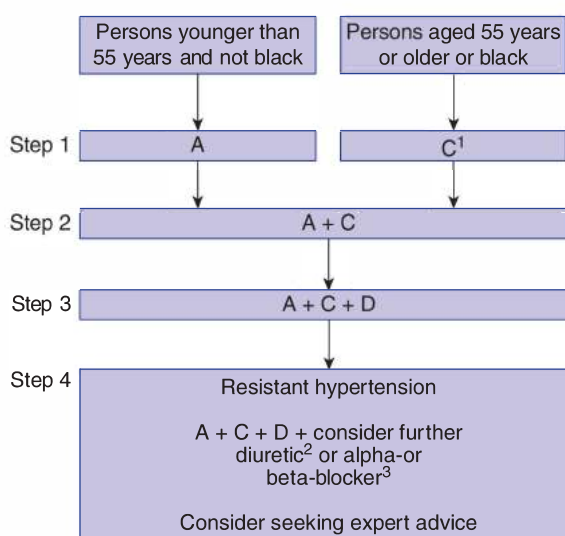 Persons younger than
55 years and not black
Persons aged 55 years
or older or black
Step 1
A
C¹
Step 2
A + C
Step 3
A + C + D
Step 4
Resistant hypertension
A + C + D + consider further
diuretic² or alpha-or
beta-blocker³
Consider seeking expert advice